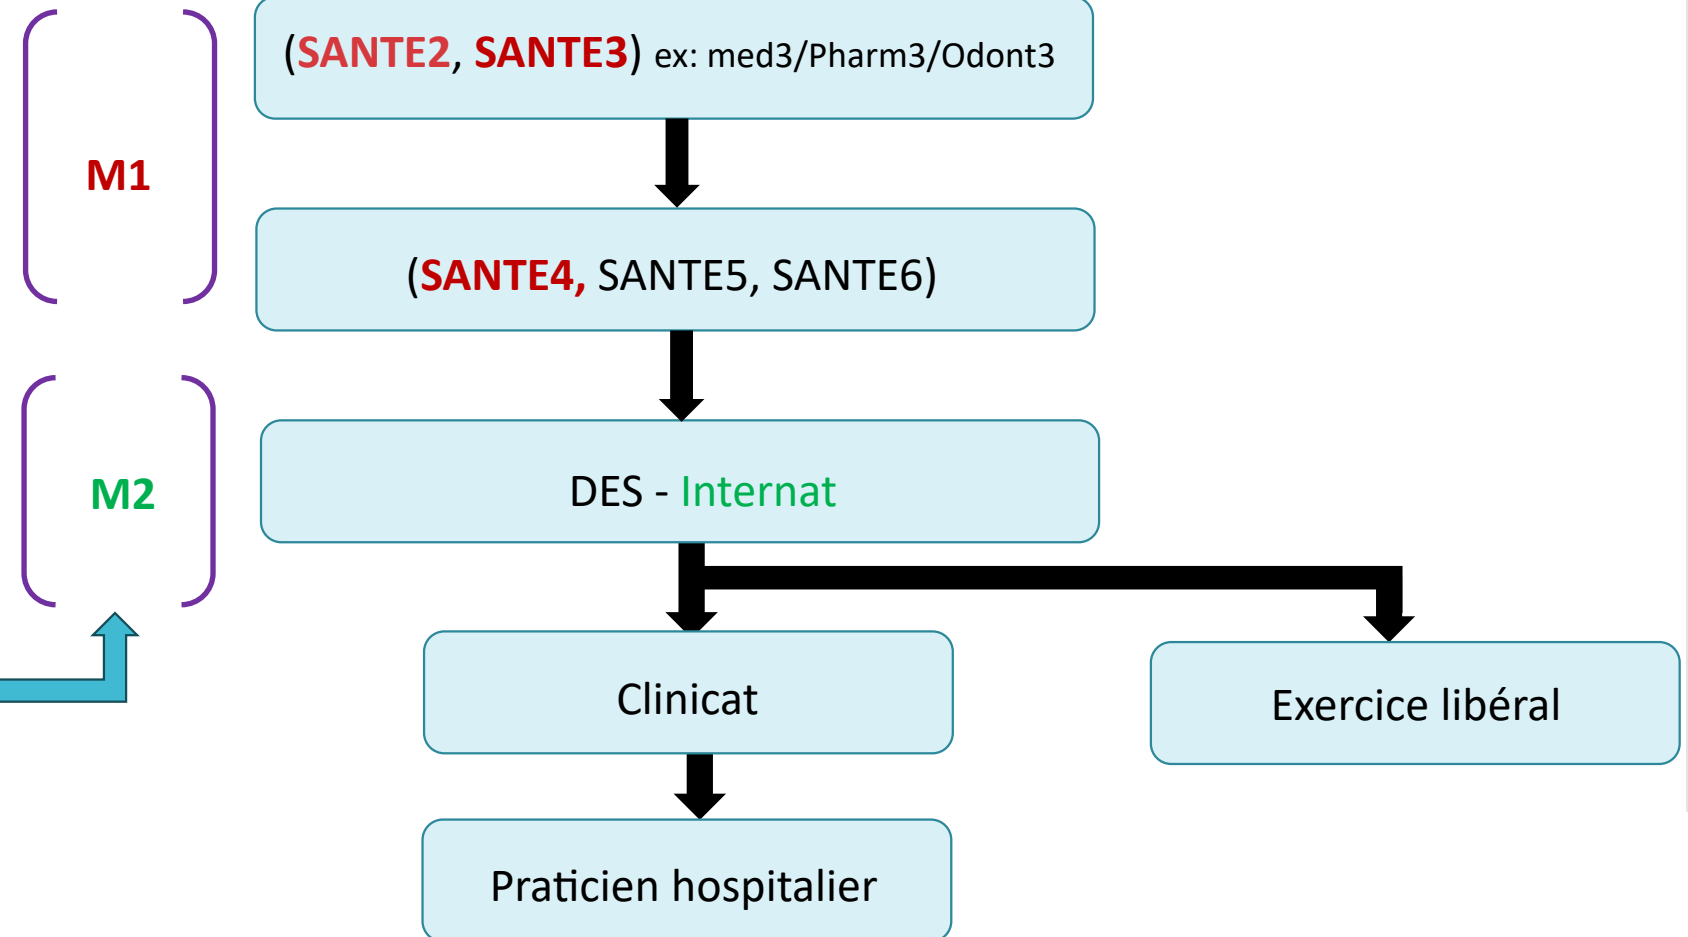 (SANTE2, SANTE3) ex: med3/Pharm3/Odont3
M1
(SANTE4, SANTE5, SANTE6)
M2
DES - Internat
Clinicat
Exercice libéral
Praticien hospitalier